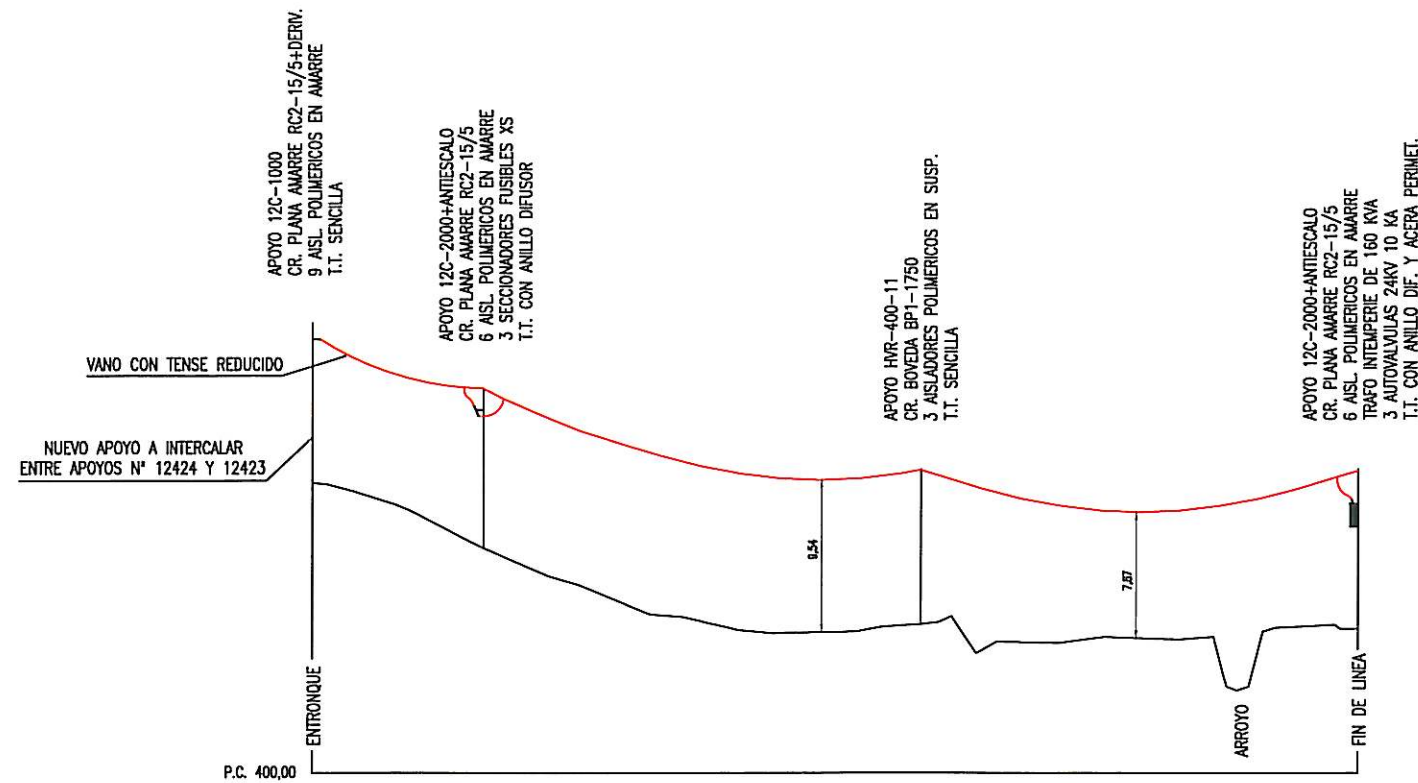 APOYO 12C-1000
CR. PLANA AMARRE RC2-15/5+DERIV.
9 AISL. POLIMERICOS EN AMARRE
T.T. SENCILLA
APOYO 12C-2000+ANTIESCALO
CR. PLANA AMARRE RC2-15/5
6 AISL. POLIMERICOS EN AMARRE
3 SECCIONADORES FUSIBLES XS
T.T. CON ANILLO DIFUSOR
APOYO HVR-400-11
CR. BOVEDA BP1-1750
3 AISLADORES POLIMERICOS EN SUSP.
T.T. SENCILLA
APOYO 12C-2000+ANTIESCALO
CR. PLANA AMARRE RC2-15/5
6 AISL. POLIMERICOS EN AMARRE
TRAFO INTEMPERIE DE 160 KVA
3 AUTOVALVULAS 24KV 10 KA
T.T. CON ANILLO DIF. Y ACERA PERIMET.
VANO CON TENSE REDUCIDO
NUEVO APOYO A INTERCALAR
ENTRE APOYOS Nº 12424 Y 12423
9,54
7,87
ENTRONQUE
ARROYO
FIN DE LINEA
P.C. 400,00